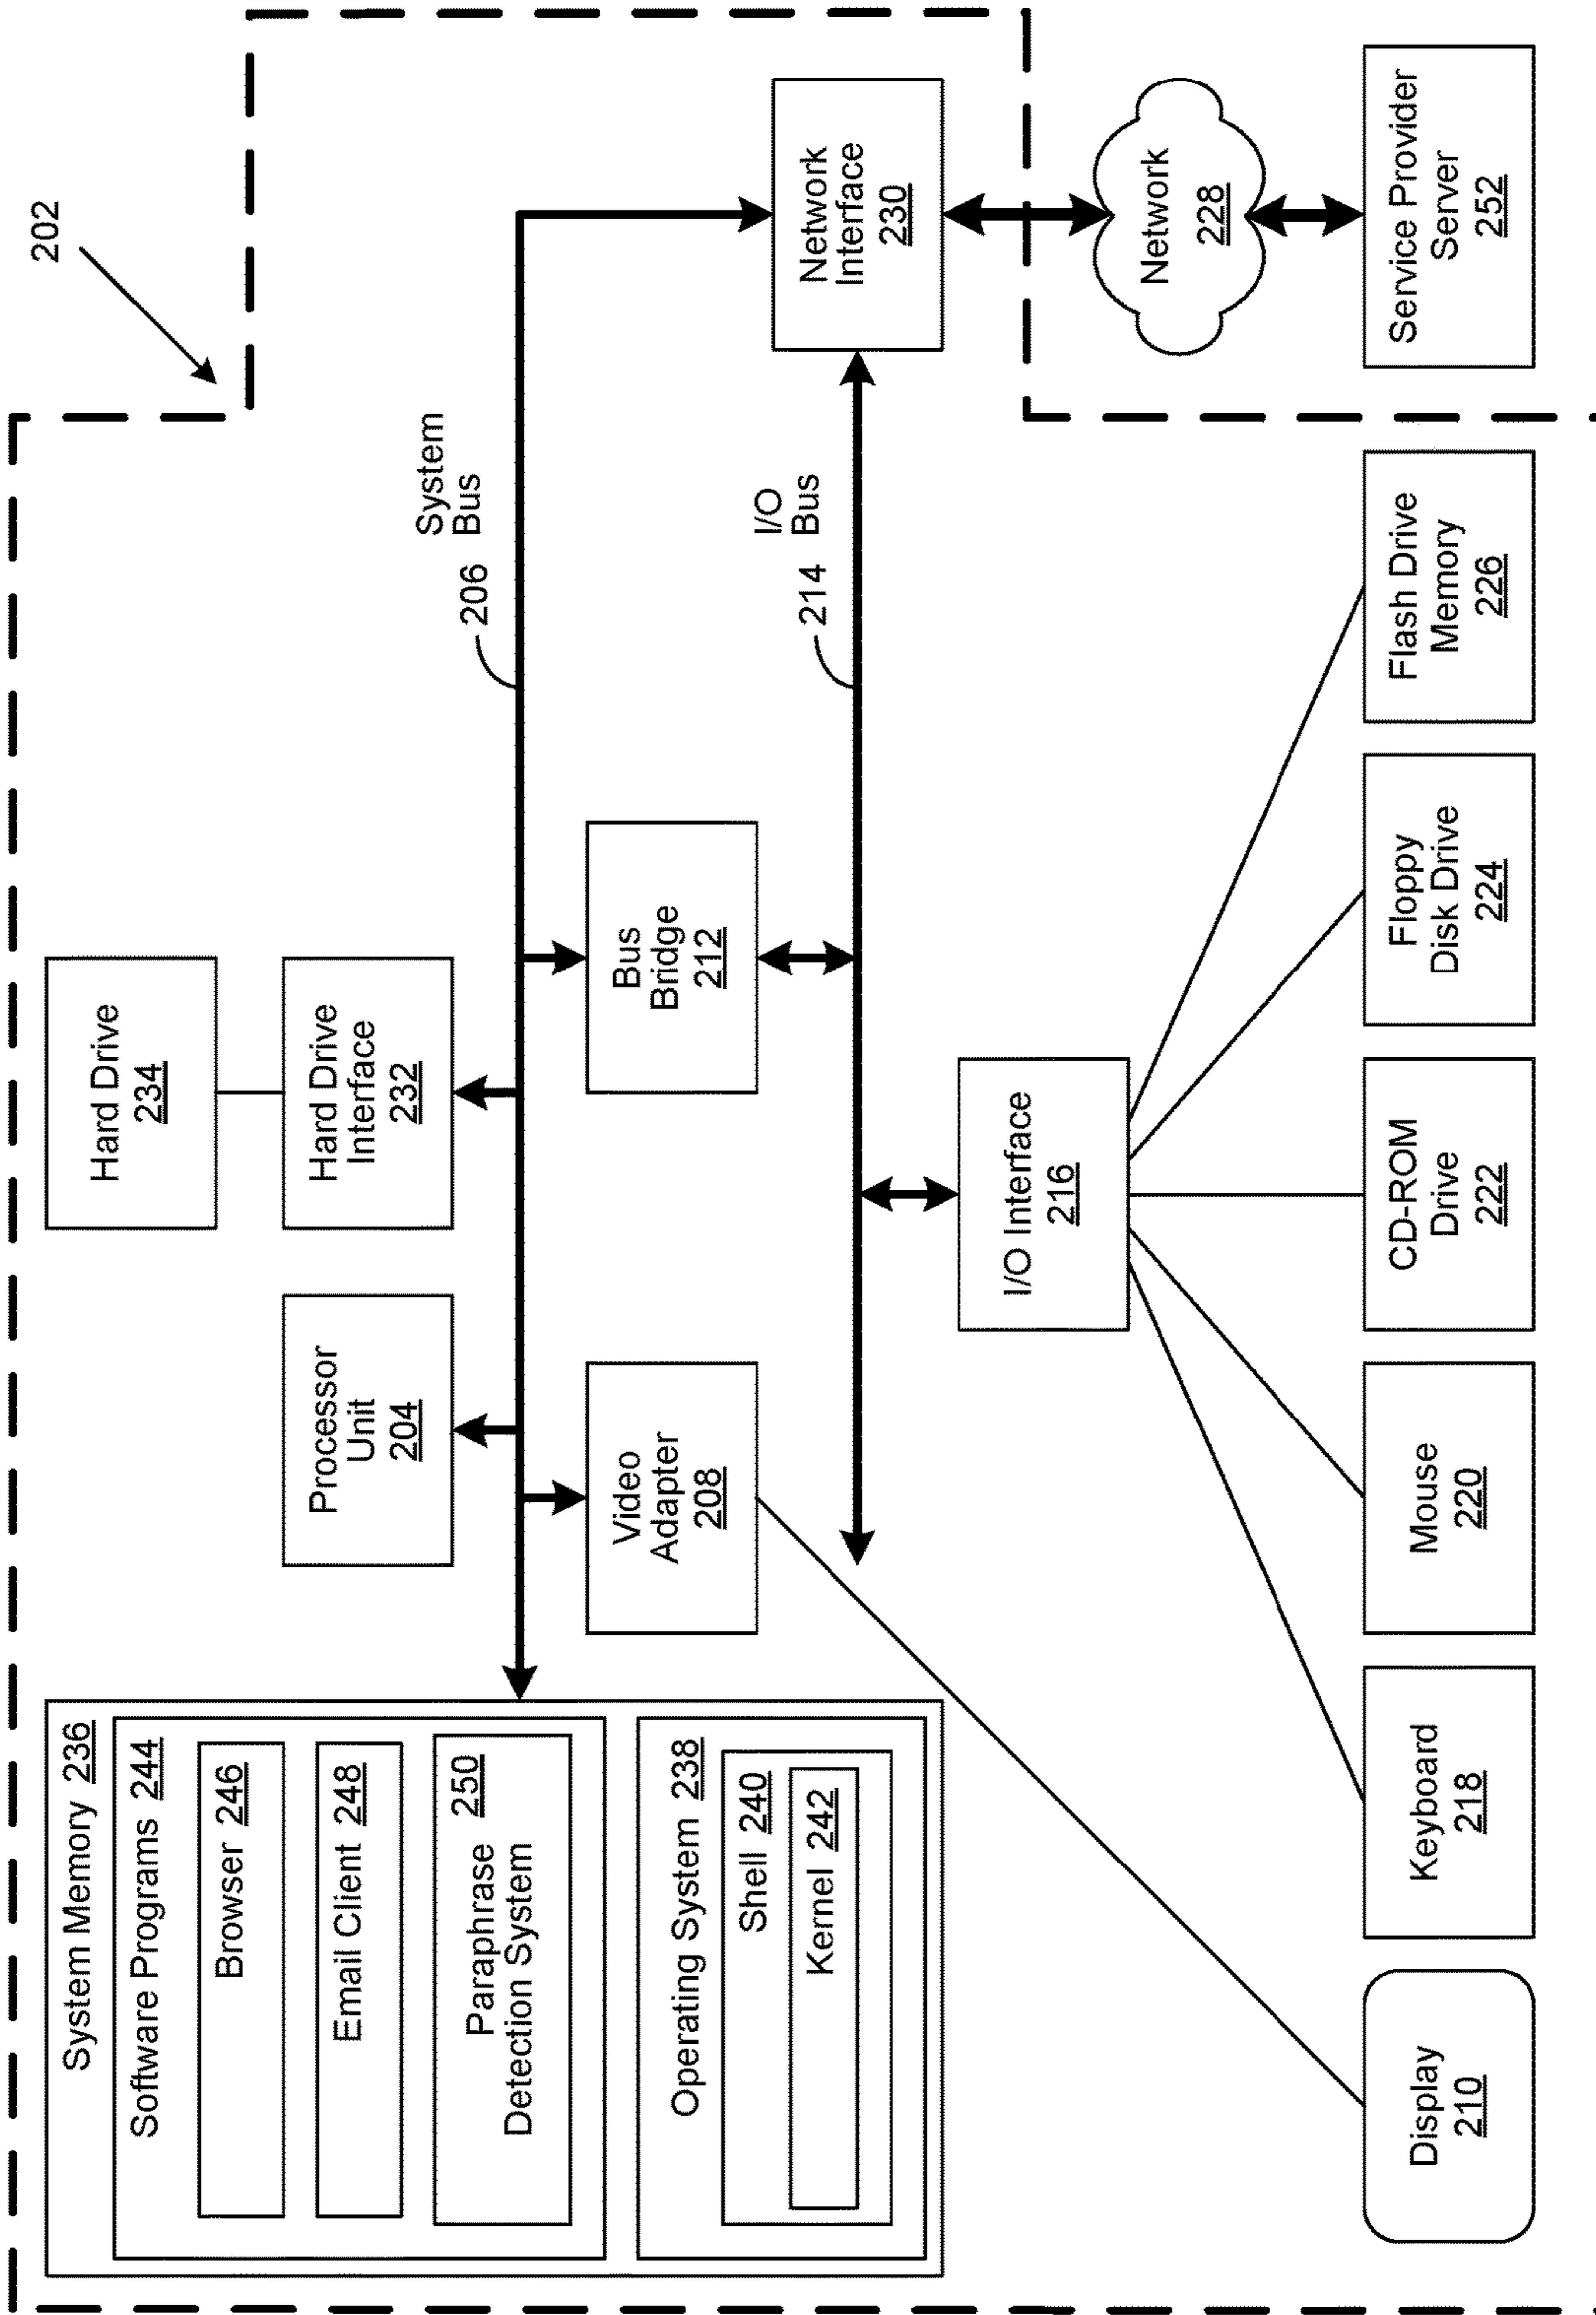 202
System Memory 236
Software Programs 244
Browser 246
Email Client 248
250
Paraphrase
Detection System
Operating System 238
Shell 240
Kernel 242
Processor
Unit
204
Hard Drive
234
Hard Drive
Interface
232
System
Bus
206
Video
Adapter
208
Bus
Bridge
212
I/O
Bus
214
Network
Interface
230
I/O Interface
216
Network
228
Display
210
Keyboard
218
Mouse
220
CD-ROM
Drive
222
Floppy
Disk Drive
224
Flash Drive
Memory
226
Service Provider
Server
252